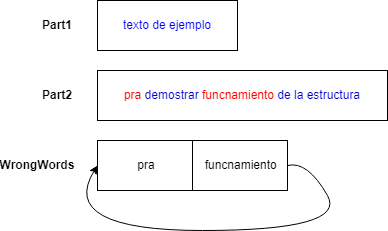 Part1 texto de ejemplo
Part2 pra demostrar funcnamiento de la estructura
WrongWords pra funcnamiento